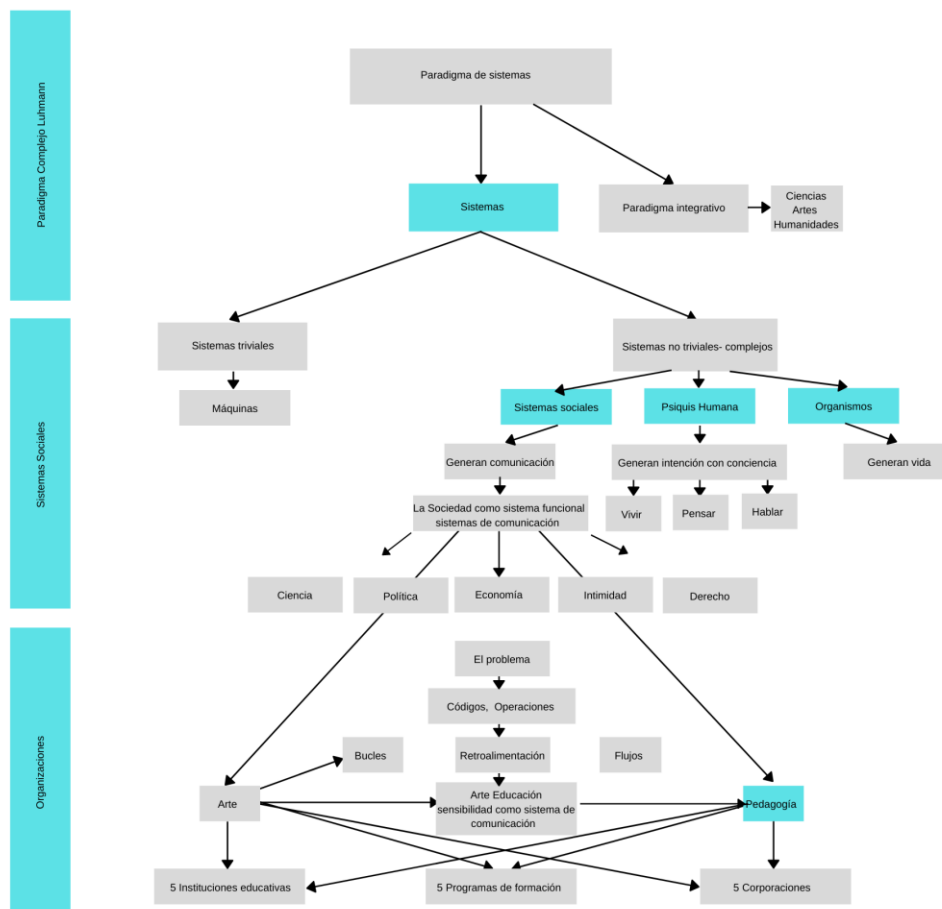 Paradigma Complejo Luhmann
Paradigma de sistemas
Sistemas
Paradigma integrativo
Ciencias
Artes
Humanidades
Sistemas Sociales
Sistemas triviales
Sistemas no triviales- complejos
Máquinas
Sistemas sociales
Psiquis Humana
Organismos
Generan comunicación
Generan intención con conciencia
Generan vida
La Sociedad como sistema funcional
sistemas de comunicación
Vivir
Pensar
Hablar
Ciencia
Política
Economía
Intimidad
Derecho
Organizaciones
El problema
Códigos, Operaciones
Bucles
Retroalimentación
Flujos
Arte
Arte Educación
sensibilidad como sistema de
comunicación
Pedagogía
5 Instituciones educativas
5 Programas de formación
5 Corporaciones